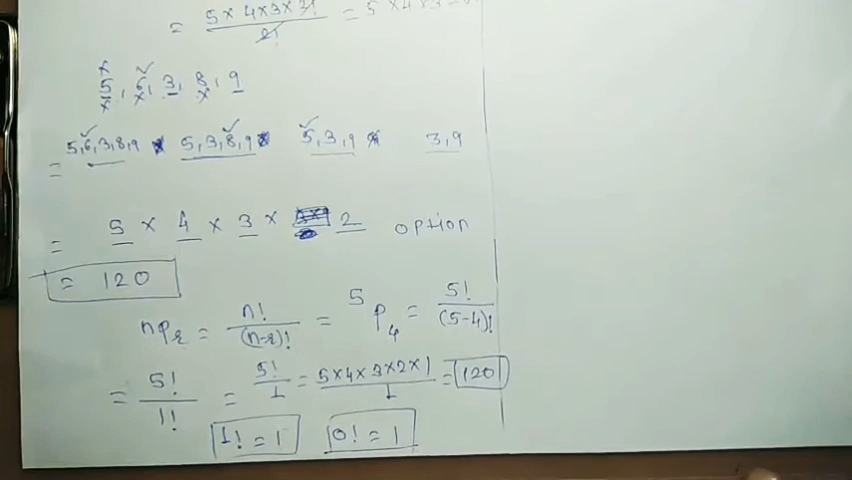 = 5 × 4 × 3 × 2! / 2! = 5 × 4 × 3
5, 6, 3, 8, 9
= 5,6,3,8,9 5,3,8,9 5,3,9 3,9
= 5 × 4 × 3 × 2 option
= 120
nPr = n! / (n-r)! = 5P4 = 5! / (5-4)!
= 5! / 1! = 5! / 1 = 5×4×3×2×1 / 1 = 120
1! = 1 0! = 1